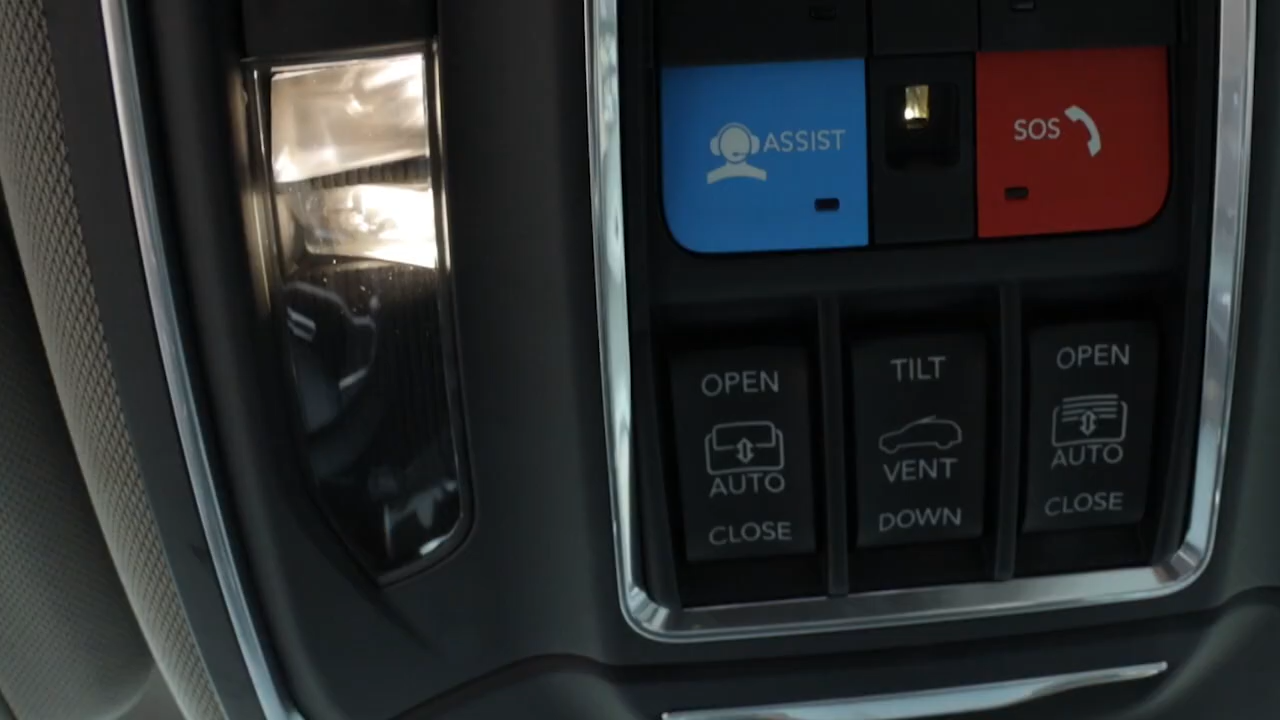 ASSIST
SOS
OPEN
AUTO
CLOSE
TILT
VENT
DOWN
OPEN
AUTO
CLOSE